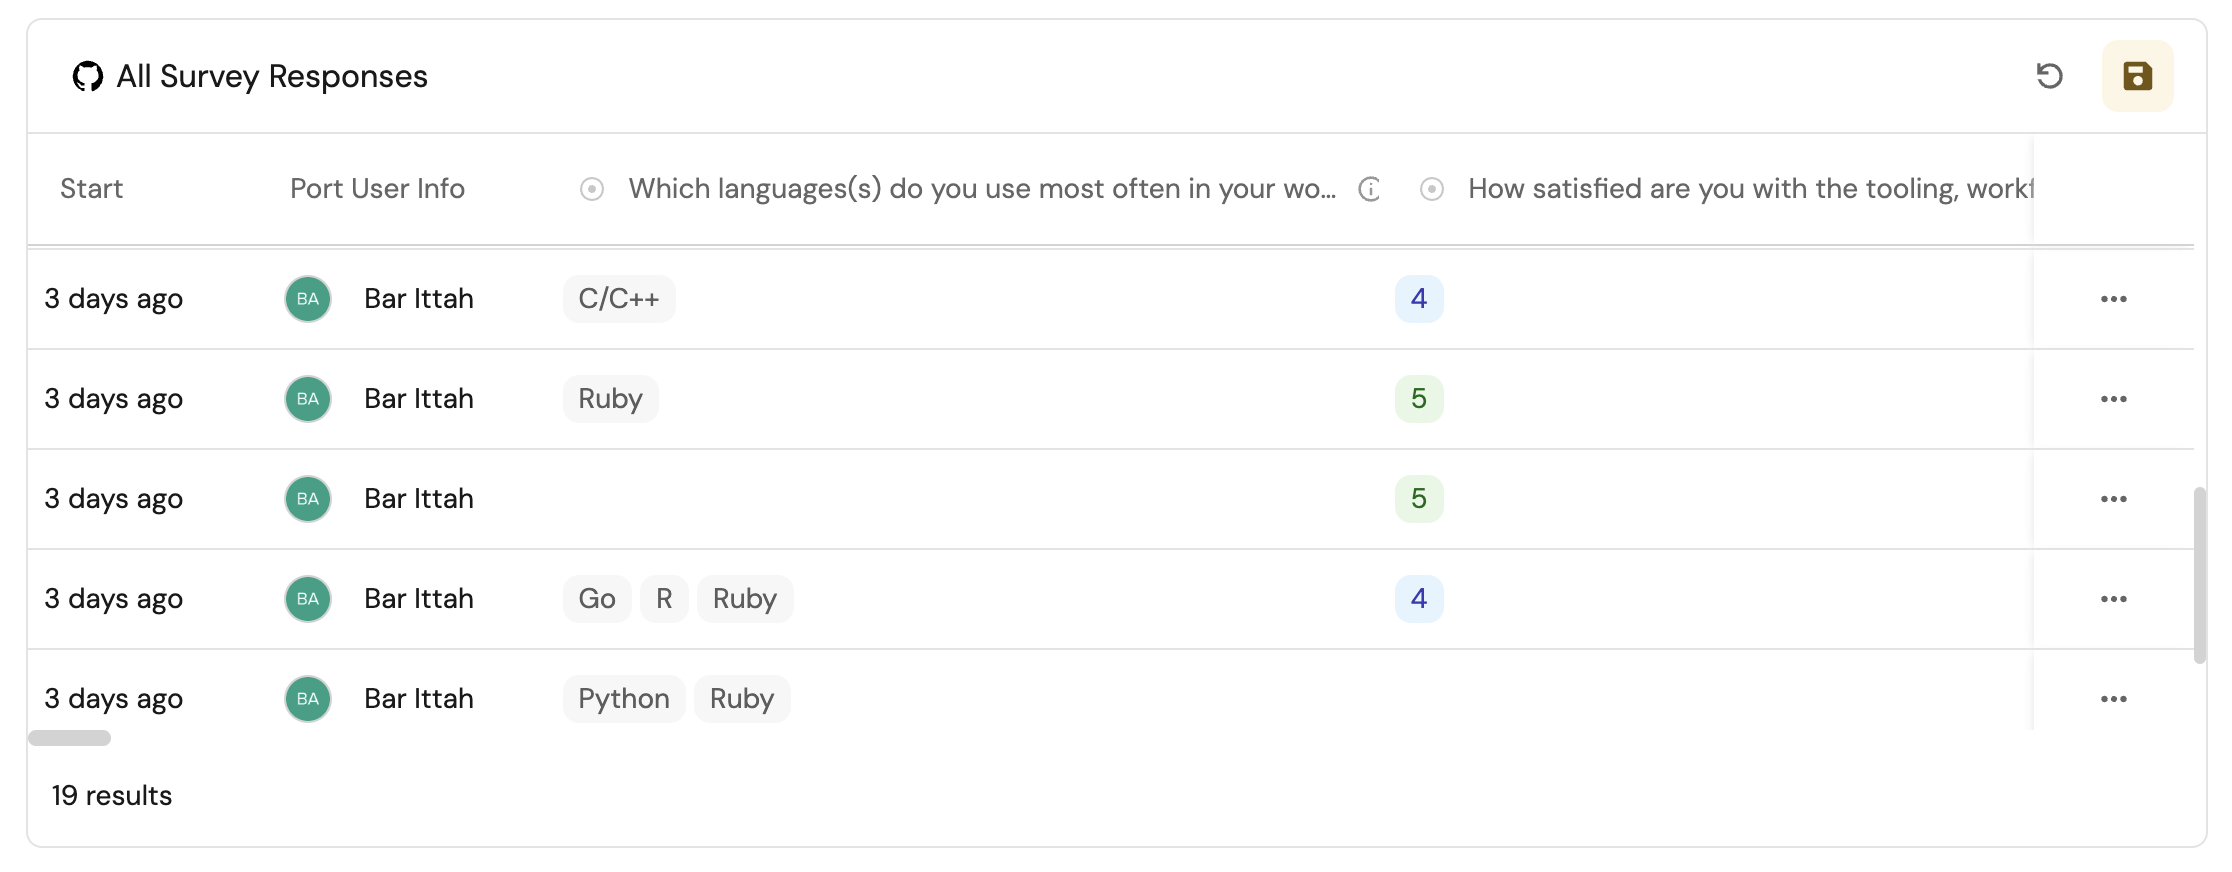 All Survey Responses
Start Port User Info Which languages(s) do you use most often in your wo... How satisfied are you with the tooling, workf
3 days ago BA Bar Ittah C/C++ 4
3 days ago BA Bar Ittah Ruby 5
3 days ago BA Bar Ittah 5
3 days ago BA Bar Ittah Go R Ruby 4
3 days ago BA Bar Ittah Python Ruby
19 results